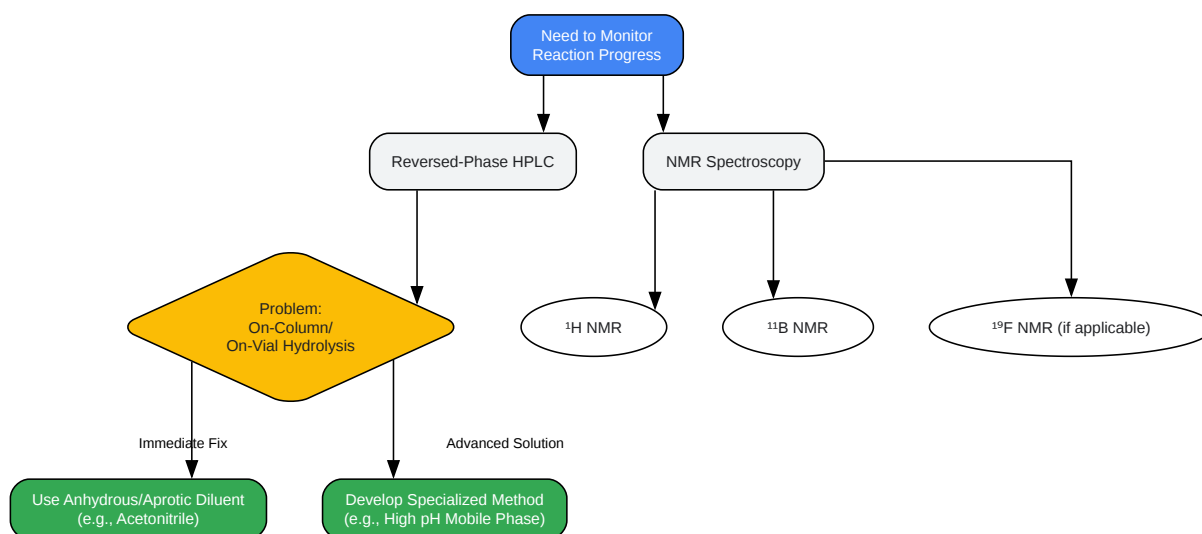 Need to Monitor
Reaction Progress
Reversed-Phase HPLC
NMR Spectroscopy
Problem:
On-Column/
On-Vial Hydrolysis
¹H NMR
¹¹B NMR
¹⁹F NMR (if applicable)
Immediate Fix
Advanced Solution
Use Anhydrous/Aprotic Diluent
(e.g., Acetonitrile)
Develop Specialized Method
(e.g., High pH Mobile Phase)